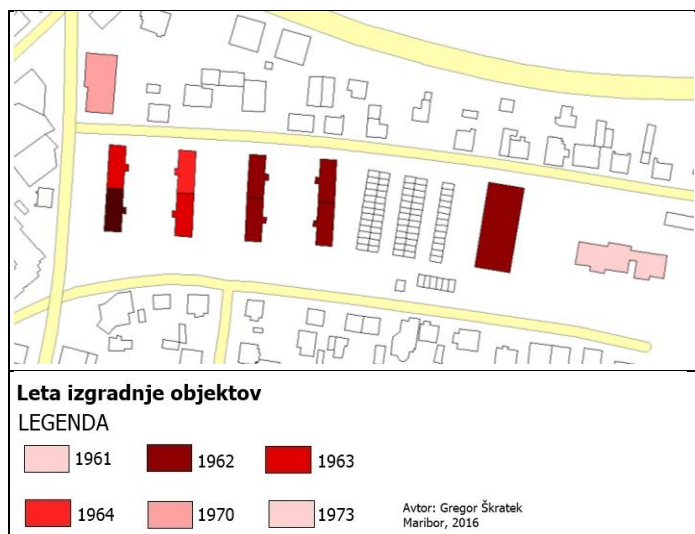 Leta izgradnje objektov
LEGENDA
1961 1962 1963
1964 1970 1973
Avtor: Gregor Škratek
Maribor, 2016